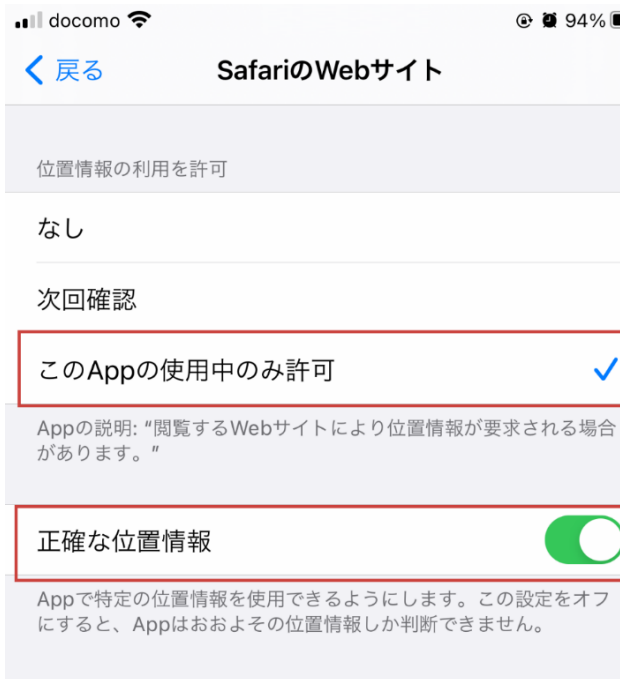 docomo 94%
戻る SafariのWebサイト
位置情報の利用を許可
なし
次回確認
このAppの使用中のみ許可
Appの説明: “閲覧するWebサイトにより位置情報が要求される場合
があります。”
正確な位置情報
Appで特定の位置情報を使用できるようにします。この設定をオフ
にすると、Appはおおよその位置情報しか判断できません。